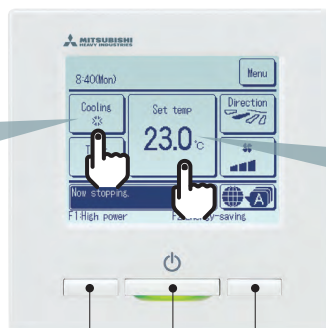 MITSUBISHI
HEAVY INDUSTRIES
8:40(Mon)
Menu
Cooling
Set temp
Direction
23.0 °C
Now stopping.
A
F1:High power
-saving